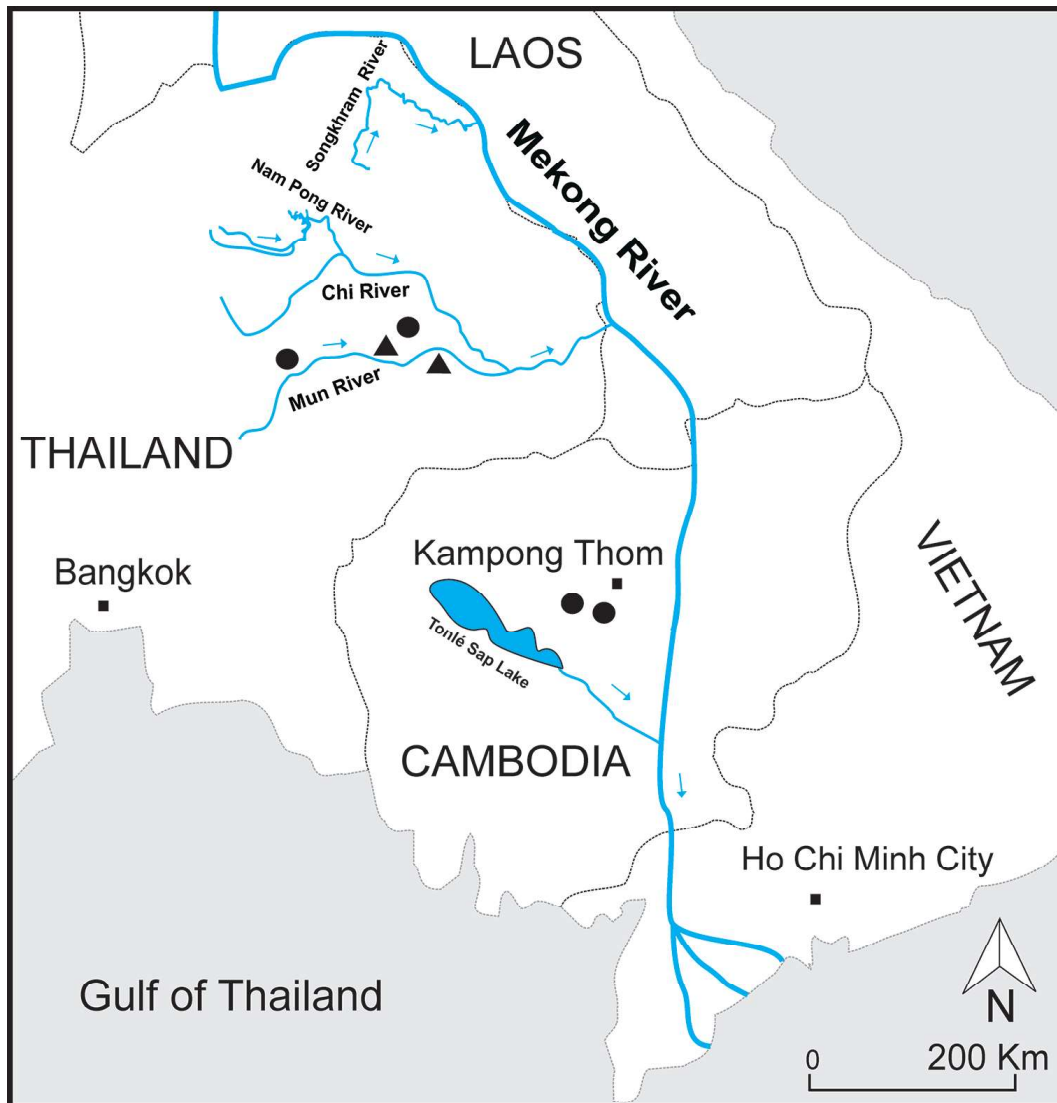 LAOS
Songkhram River
Mekong River
Nam Pong River
Chi River
Mun River
THAILAND
Kampong Thom
Bangkok
VIETNAM
Tonlé Sap Lake
CAMBODIA
Ho Chi Minh City
Gulf of Thailand
N
0 200 Km